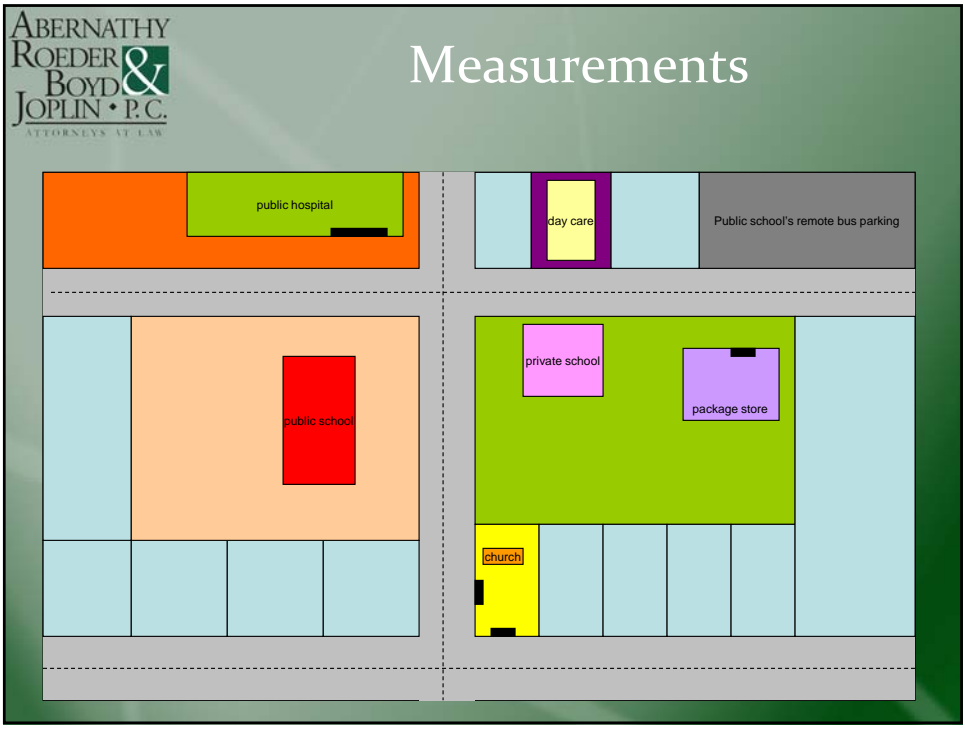 ABERNATHY
ROEDER
BOYD &
JOPLIN • P.C.
ATTORNEYS AT LAW
Measurements
public hospital
day care
Public school's remote bus parking
private school
package store
public school
church